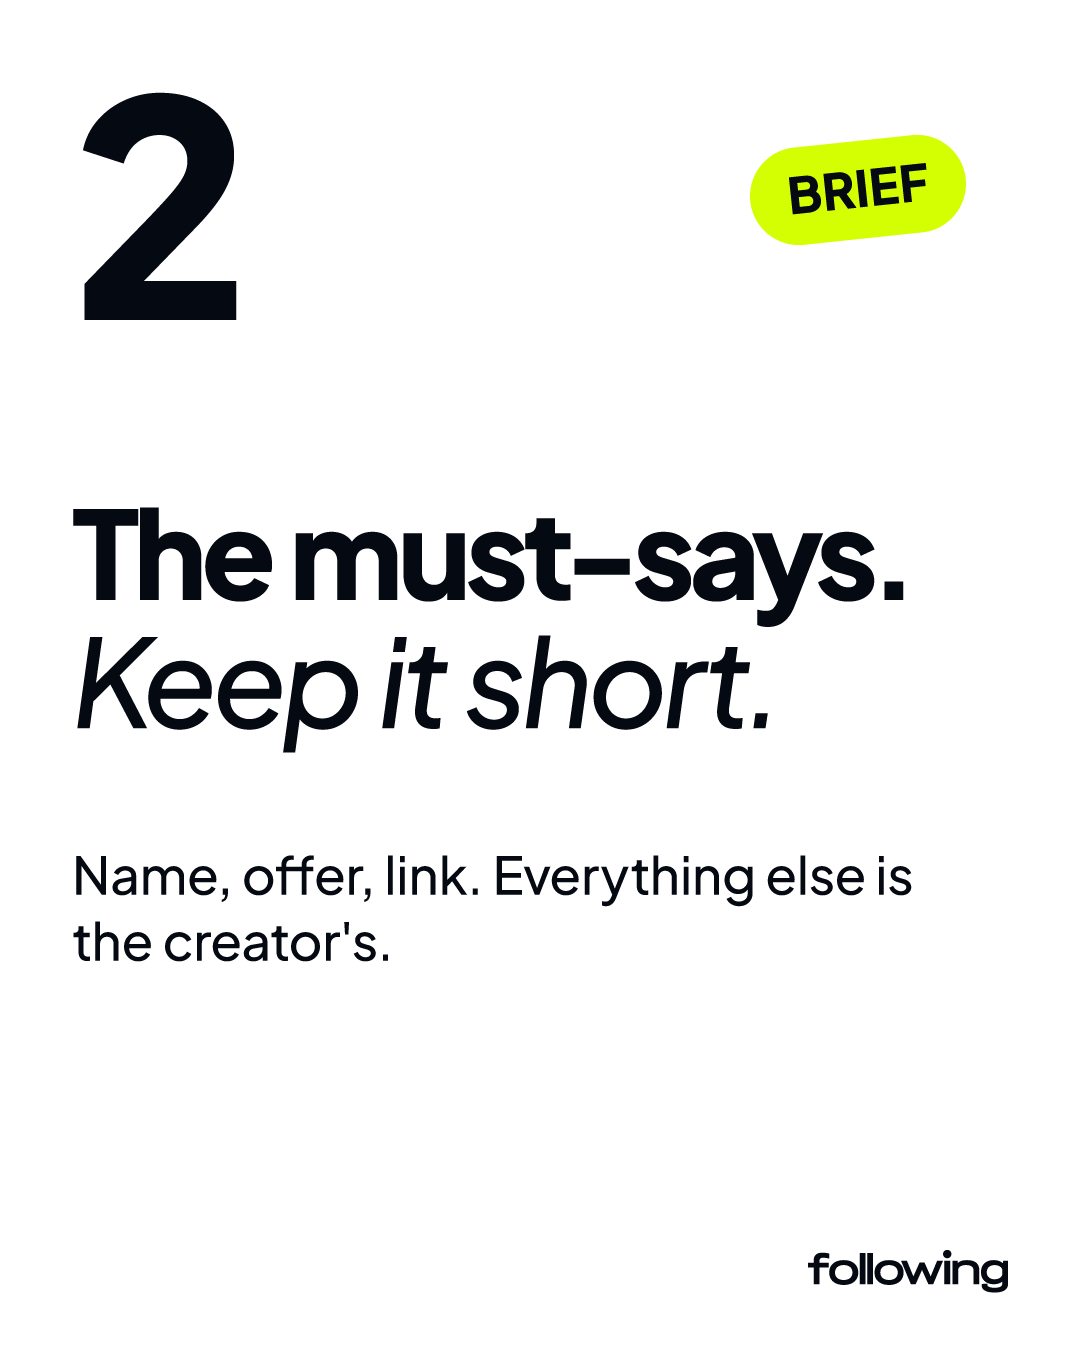 2
BRIEF
The must-says.
Keep it short.
Name, offer, link. Everything else is
the creator's.
following